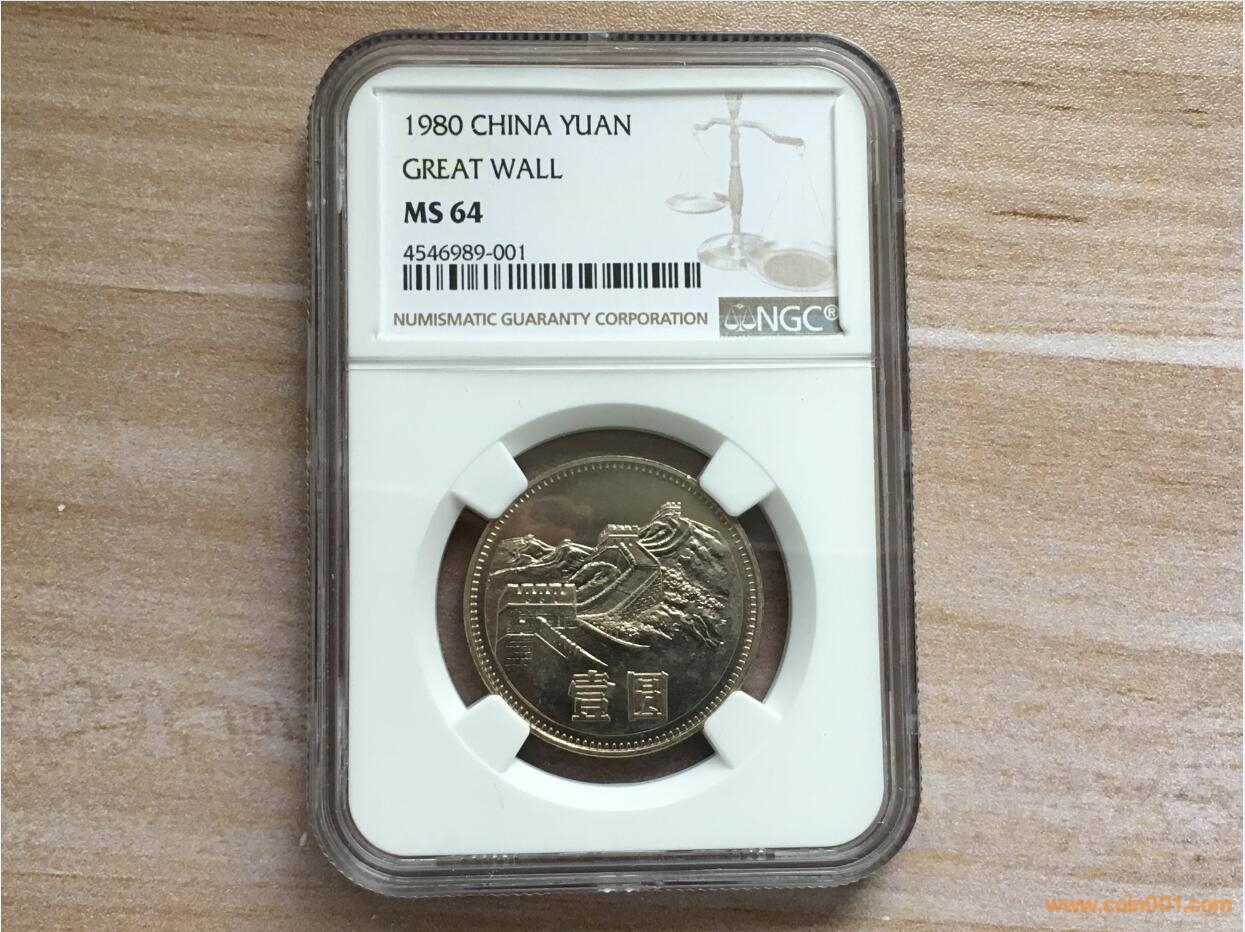 1980 CHINA YUAN
GREAT WALL
MS 64
4546989-001
NUMISMATIC GUARANTY CORPORATION NGC®
壹圆
www.coin001.com